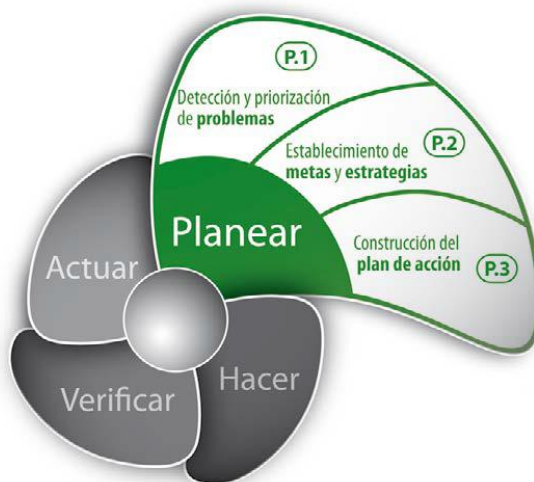 P.1
Detección y priorización
de problemas
Establecimiento de
metas y estrategias
P.2
Planear
Construcción del
plan de acción
P.3
Actuar
Hacer
Verificar